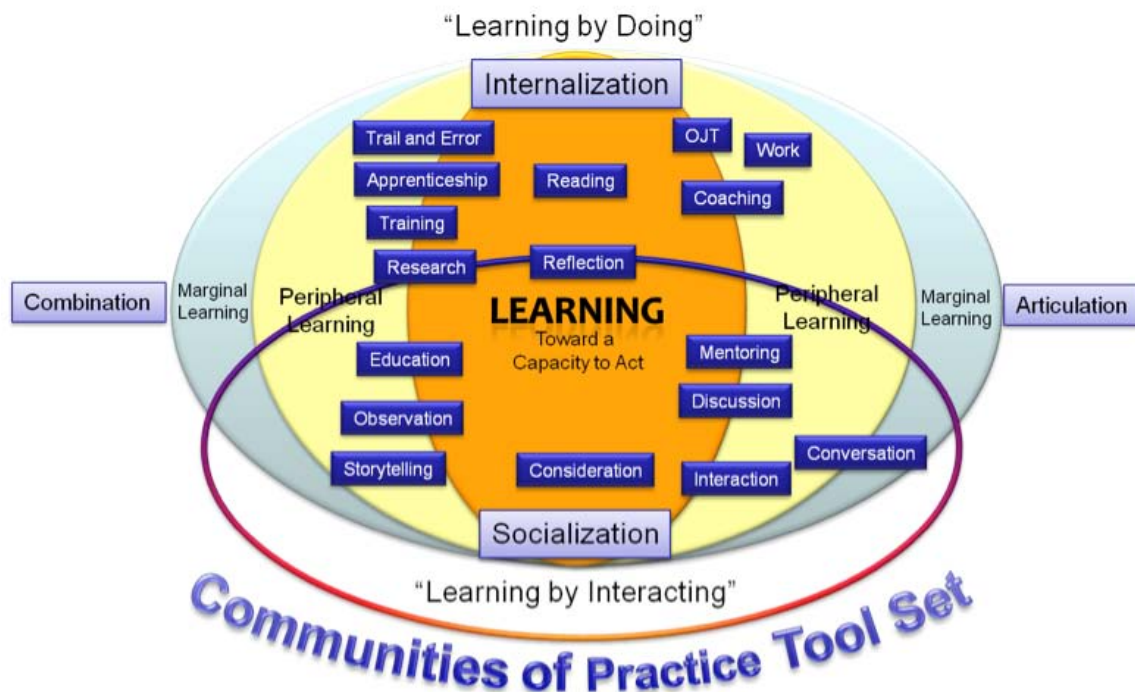 “Learning by Doing”
Internalization
Trail and Error
OJT
Work
Apprenticeship
Reading
Coaching
Training
Research
Reflection
Combination
Marginal
Learning
Peripheral
Learning
LEARNING
Toward a
Capacity to Act
Peripheral
Learning
Marginal
Learning
Articulation
Education
Mentoring
Discussion
Observation
Conversation
Storytelling
Consideration
Interaction
Socialization
“Learning by Interacting”
Communities of Practice Tool Set